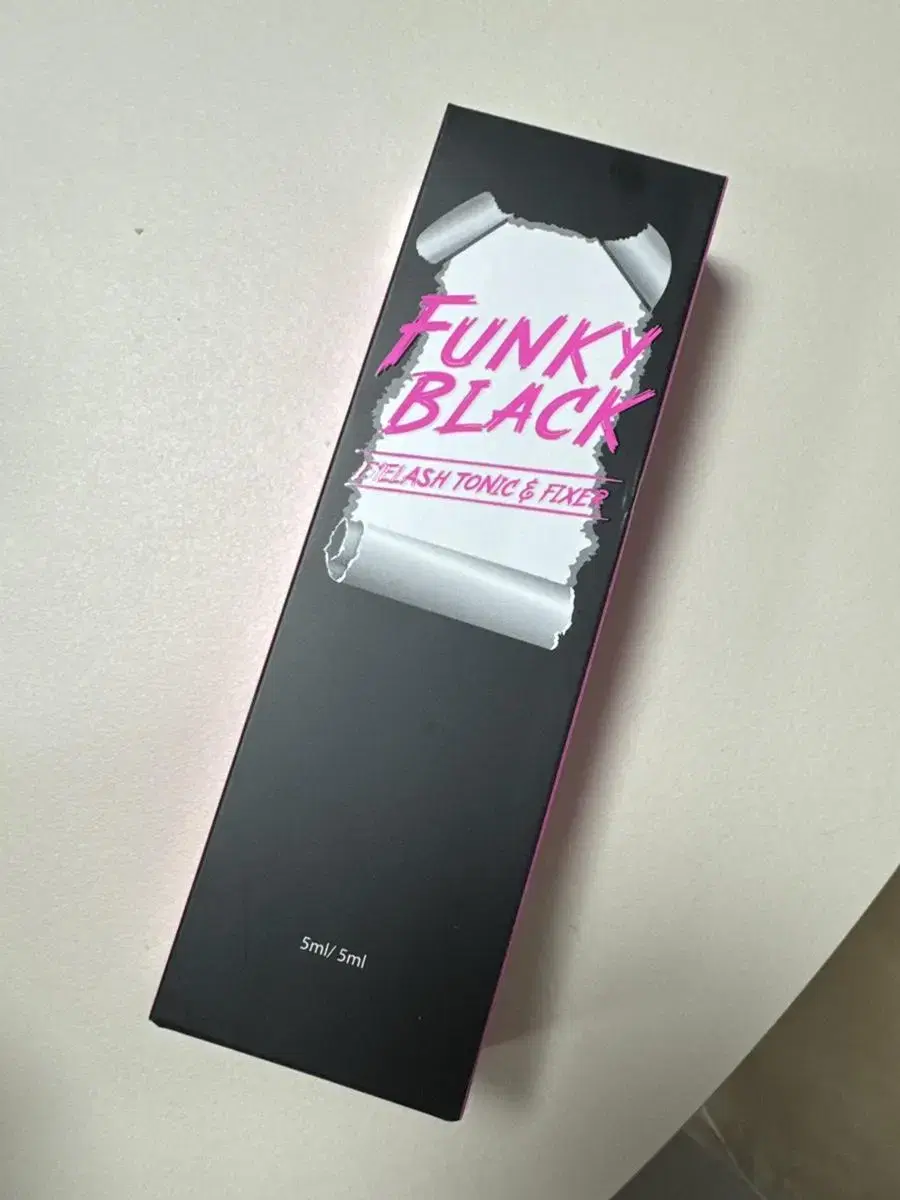 FUNKY
BLACK
EYELASH TONIC & FIXER
5ml/ 5ml